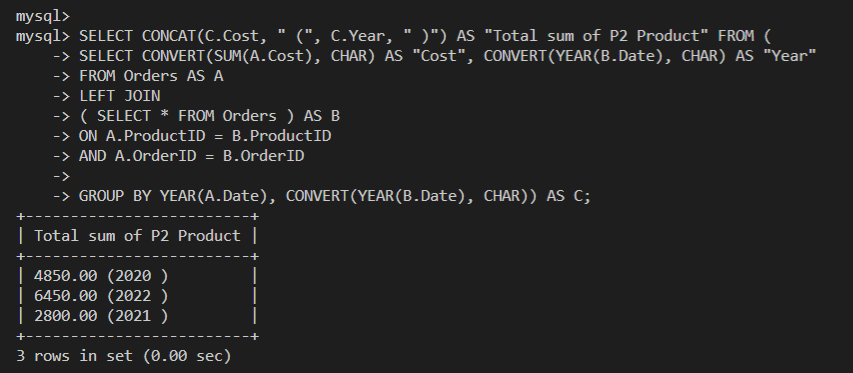 mysql>
mysql> SELECT CONCAT(C.Cost, " (", C.Year, " )") AS "Total sum of P2 Product" FROM (
    -> SELECT CONVERT(SUM(A.Cost), CHAR) AS "Cost", CONVERT(YEAR(B.Date), CHAR) AS "Year"
    -> FROM Orders AS A
    -> LEFT JOIN
    -> ( SELECT * FROM Orders ) AS B
    -> ON A.ProductID = B.ProductID
    -> AND A.OrderID = B.OrderID
    ->
    -> GROUP BY YEAR(A.Date), CONVERT(YEAR(B.Date), CHAR)) AS C;
+-------------------------+
| Total sum of P2 Product |
+-------------------------+
| 4850.00 (2020 )         |
| 6450.00 (2022 )         |
| 2800.00 (2021 )         |
+-------------------------+
3 rows in set (0.00 sec)